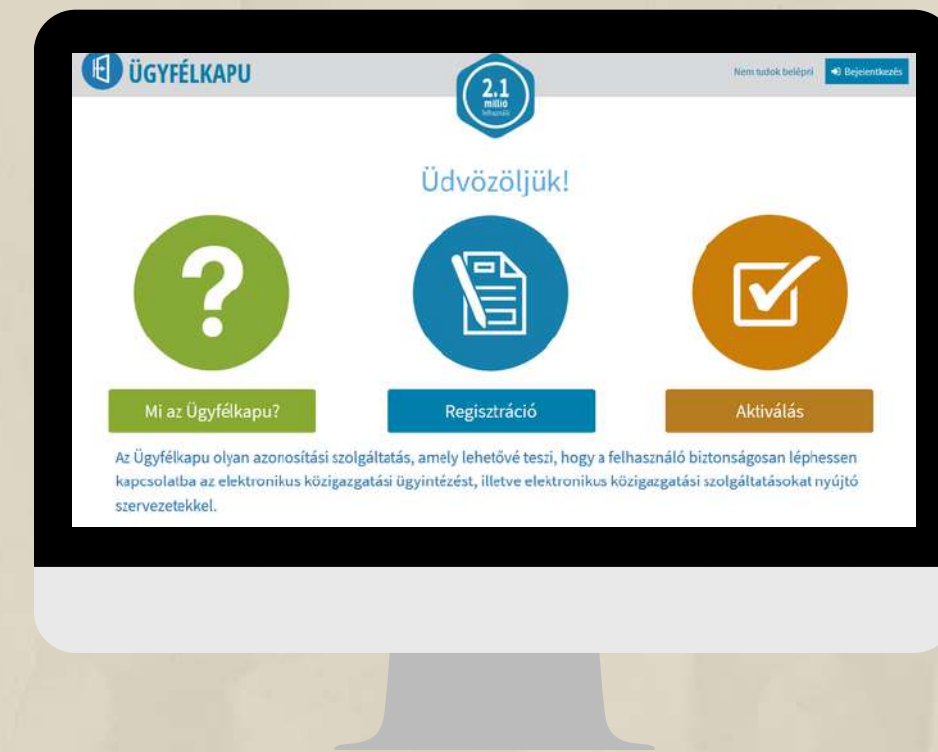 ÜGYFÉLKAPU
2.1
millió
felhasználó
Nem tudok belépni
Bejelentkezés
Üdvözöljük!
Mi az Ügyfélkapu?
Regisztráció
Aktiválás
Az Ügyfélkapu olyan azonosítási szolgáltatás, amely lehetővé teszi, hogy a felhasználó biztonságosan léphessen
kapcsolatba az elektronikus közigazgatási ügyintézést, illetve elektronikus közigazgatási szolgáltatásokat nyújtó
szervezetekkel.